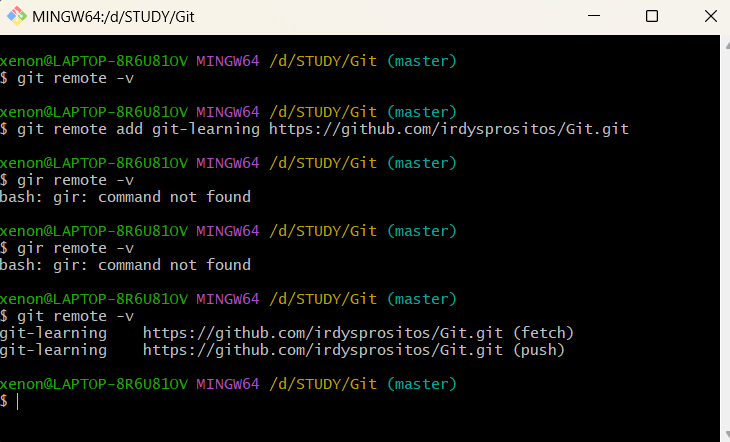 MINGW64:/d/STUDY/Git
xenon@LAPTOP-8R6U81OV MINGW64 /d/STUDY/Git (master)
$ git remote -v
xenon@LAPTOP-8R6U81OV MINGW64 /d/STUDY/Git (master)
$ git remote add git-learning https://github.com/irdysprositos/Git.git
xenon@LAPTOP-8R6U81OV MINGW64 /d/STUDY/Git (master)
$ gir remote -v
bash: gir: command not found
xenon@LAPTOP-8R6U81OV MINGW64 /d/STUDY/Git (master)
$ gir remote -v
bash: gir: command not found
xenon@LAPTOP-8R6U81OV MINGW64 /d/STUDY/Git (master)
$ git remote -v
git-learning    https://github.com/irdysprositos/Git.git (fetch)
git-learning    https://github.com/irdysprositos/Git.git (push)
xenon@LAPTOP-8R6U81OV MINGW64 /d/STUDY/Git (master)
$